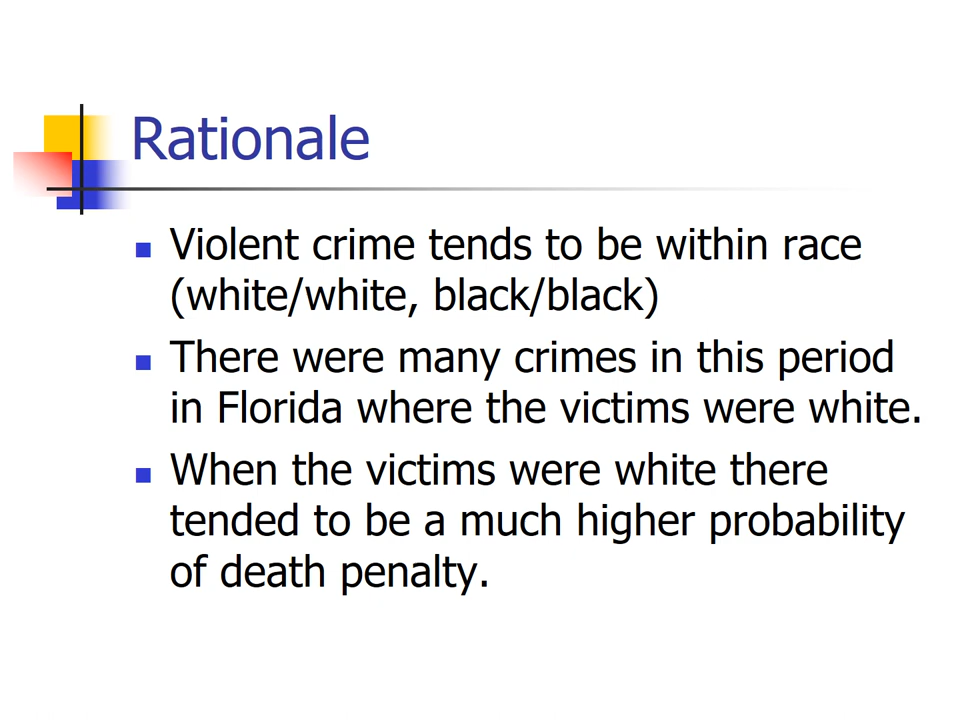 Rationale
Violent crime tends to be within race
(white/white, black/black)
There were many crimes in this period
in Florida where the victims were white.
When the victims were white there
tended to be a much higher probability
of death penalty.